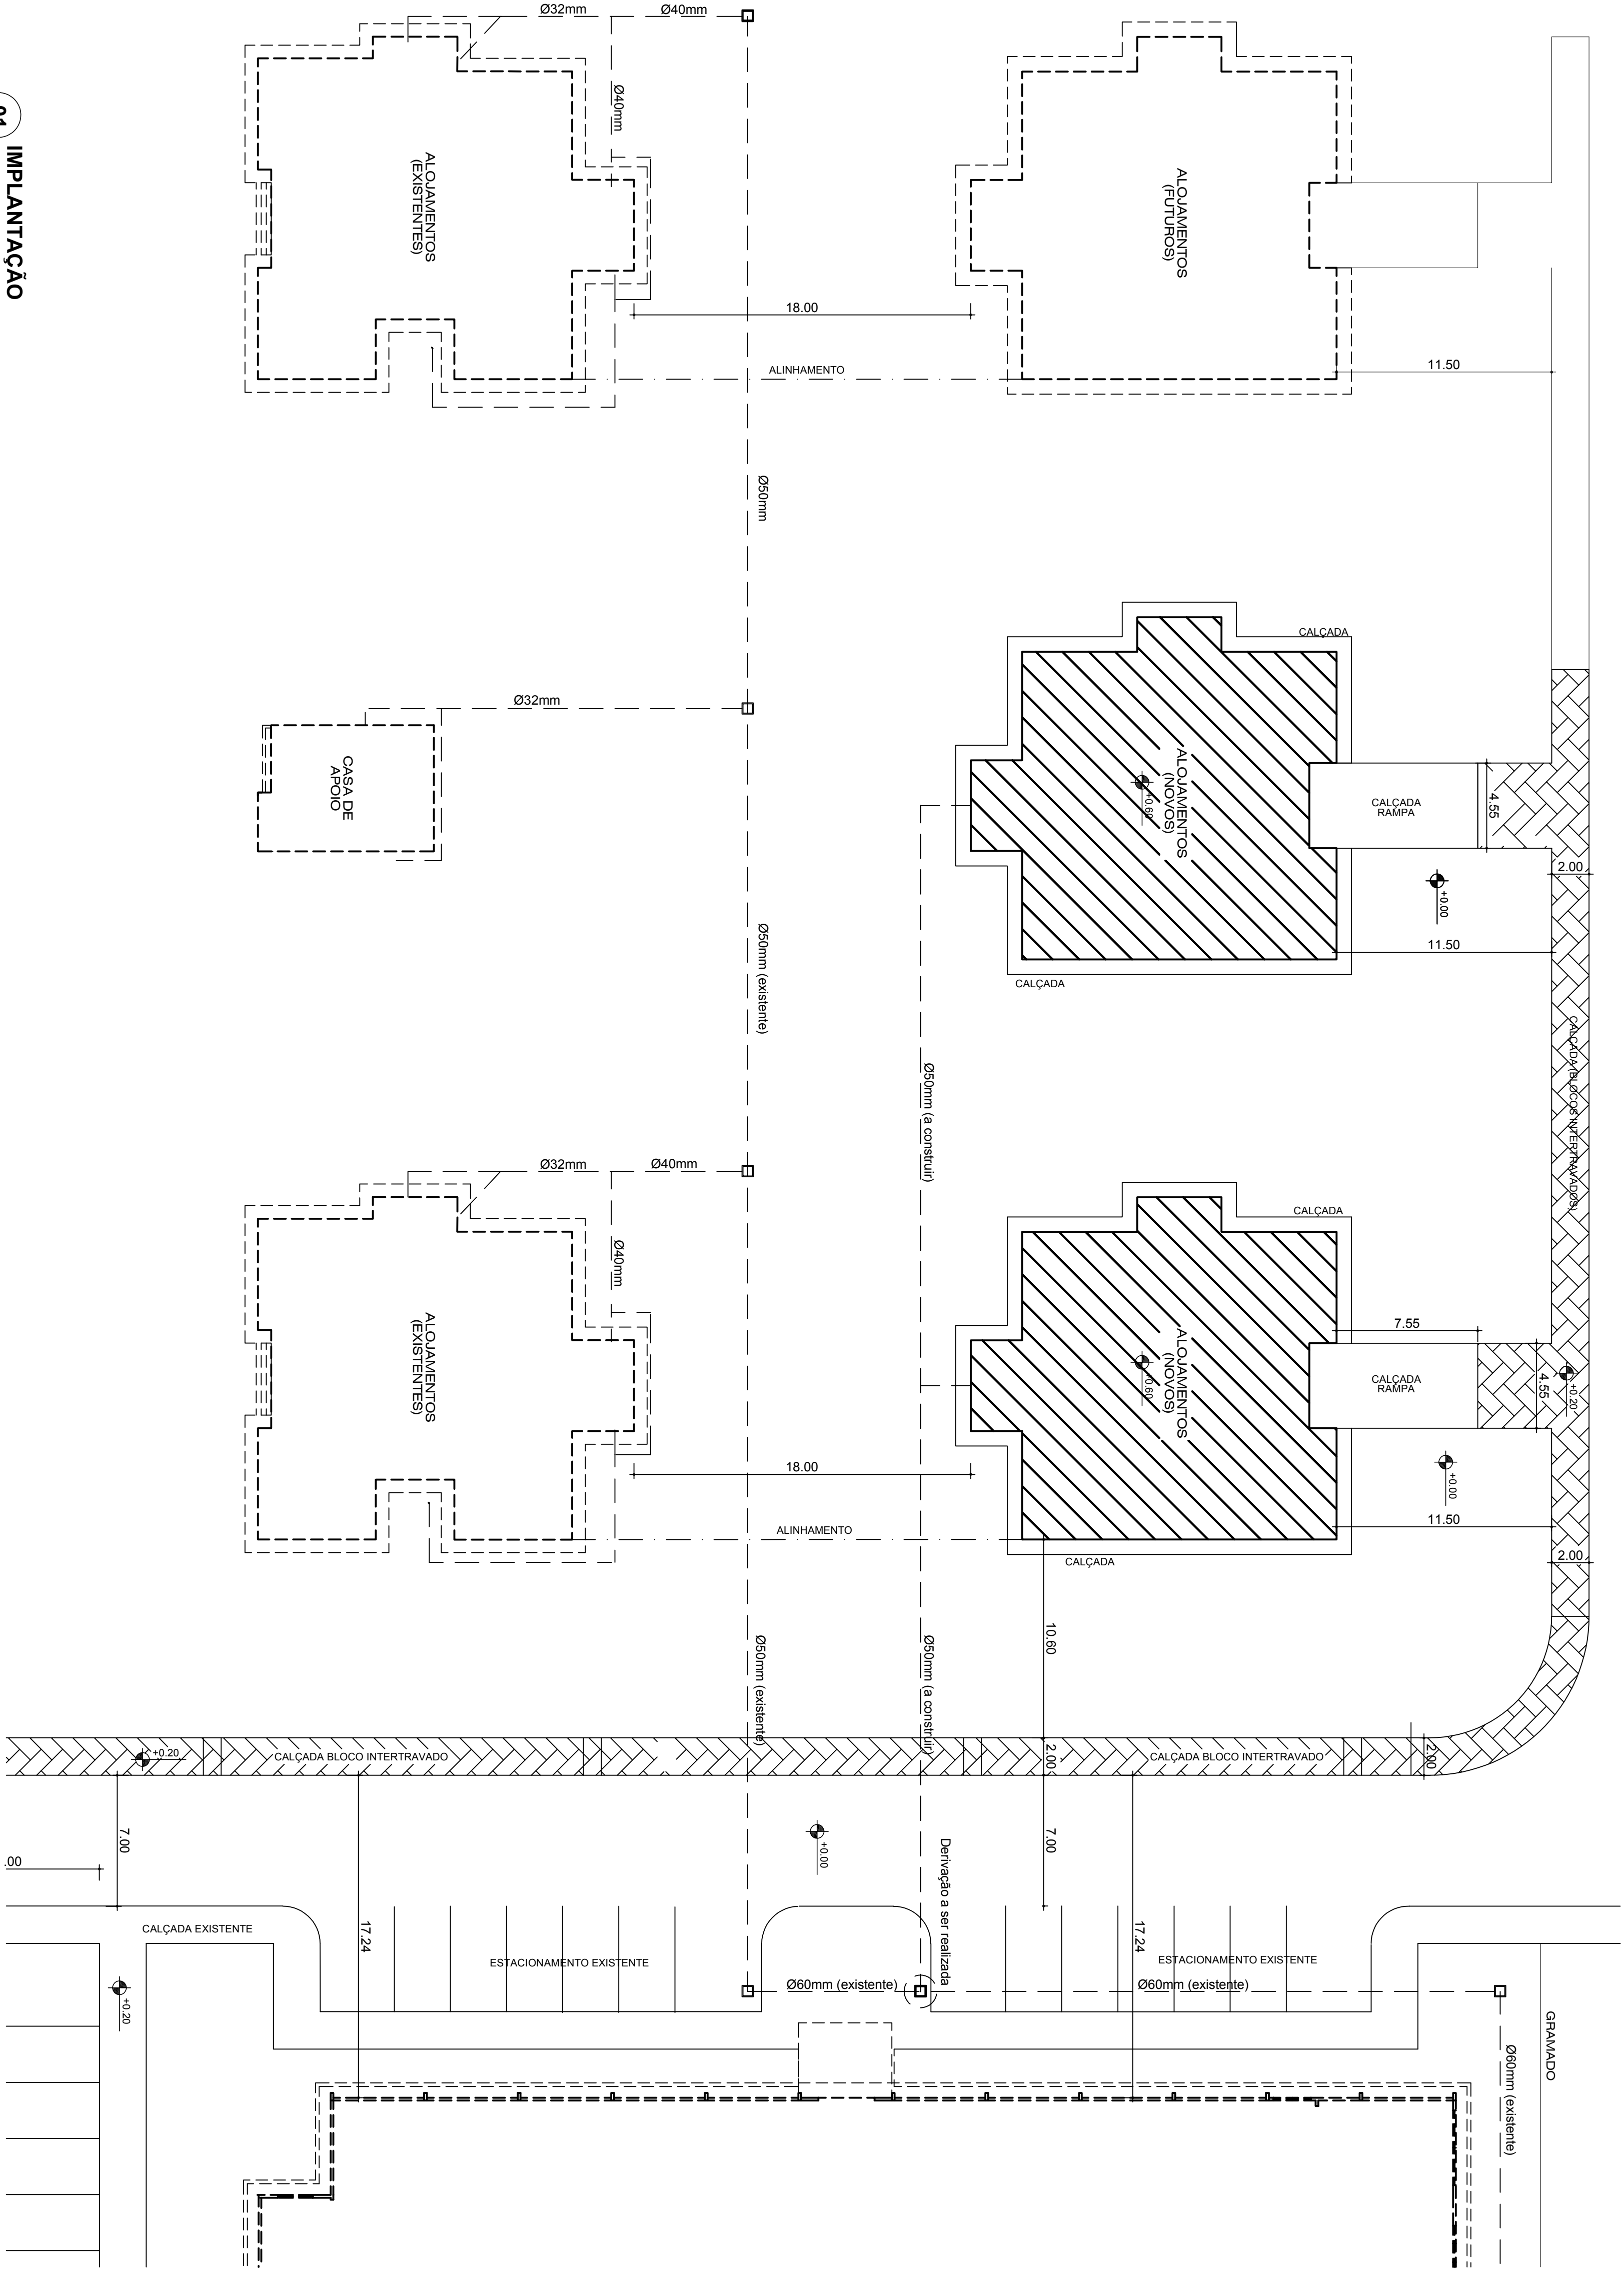 Ø32mm
Ø40mm
Ø40mm
ALOJAMENTOS
(EXISTENTES)
ALOJAMENTOS
(FUTUROS)
01
IMPLANTAÇÃO
18.00
ALINHAMENTO
11.50
Ø50mm
CALÇADA
Ø32mm
CASA DE
APOIO
ALOJAMENTOS
(NOVOS)
+0.60
CALÇADA
RAMPA
4.55
2.00
+0.00
11.50
CALÇADA
Ø50mm (existente)
Ø50mm (a construir)
CALÇADA (BLOCOS INTERTRAVADOS)
Ø32mm
Ø40mm
Ø40mm
CALÇADA
ALOJAMENTOS
(EXISTENTES)
ALOJAMENTOS
(NOVOS)
+0.60
7.55
CALÇADA
RAMPA
4.55
+0.20
18.00
+0.00
11.50
ALINHAMENTO
CALÇADA
2.00
10.60
Ø50mm (existente)
Ø50mm (a construir)
+0.20
CALÇADA BLOCO INTERTRAVADO
2.00
CALÇADA BLOCO INTERTRAVADO
2.00
7.00
+0.00
7.00
Derivação a ser realizada
.00
CALÇADA EXISTENTE
17.24
17.24
ESTACIONAMENTO EXISTENTE
ESTACIONAMENTO EXISTENTE
Ø60mm (existente)
Ø60mm (existente)
+0.20
GRAMADO
Ø60mm (existente)